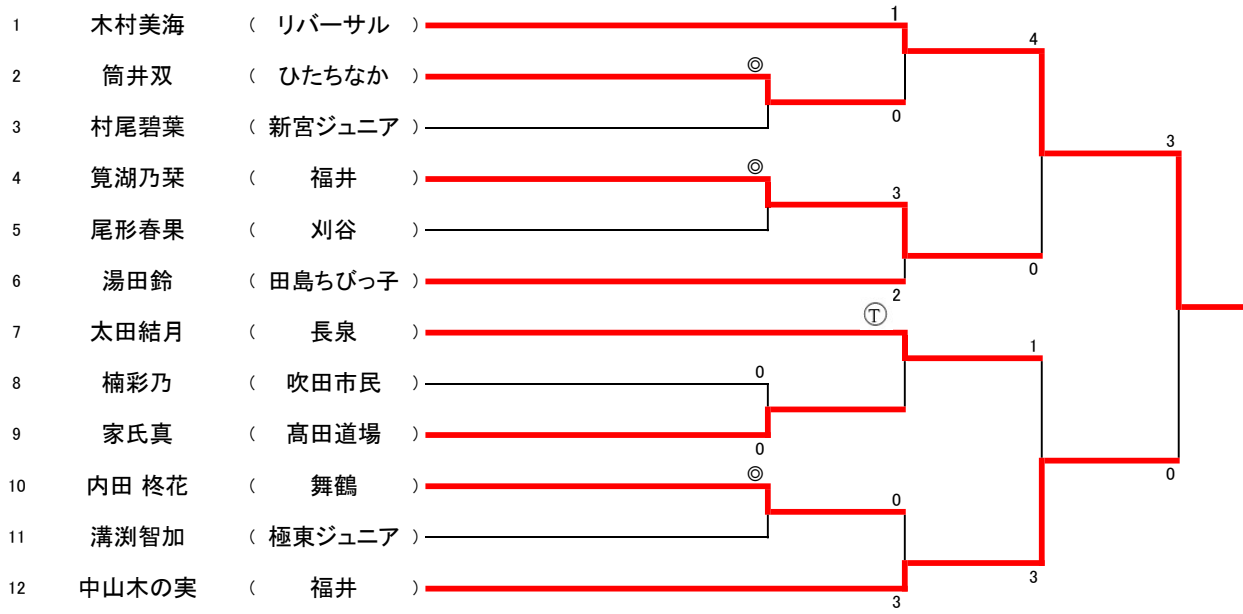 1 木村美海 ( リバーサル ) 1
4
2 筒井双 ( ひたちなか ) ◎
0
3 村尾碧葉 ( 新宮ジュニア )
3
4 筧湖乃栞 ( 福井 ) ◎
3
5 尾形春果 ( 刈谷 )
0
6 湯田鈴 ( 田島ちびっ子 )
2
7 太田結月 ( 長泉 ) Ⓣ
1
8 楠彩乃 ( 吹田市民 ) 0
9 家氏真 ( 髙田道場 )
0
0
10 内田 柊花 ( 舞鶴 ) ◎
0
11 溝渕智加 ( 極東ジュニア )
3
12 中山木の実 ( 福井 )
3